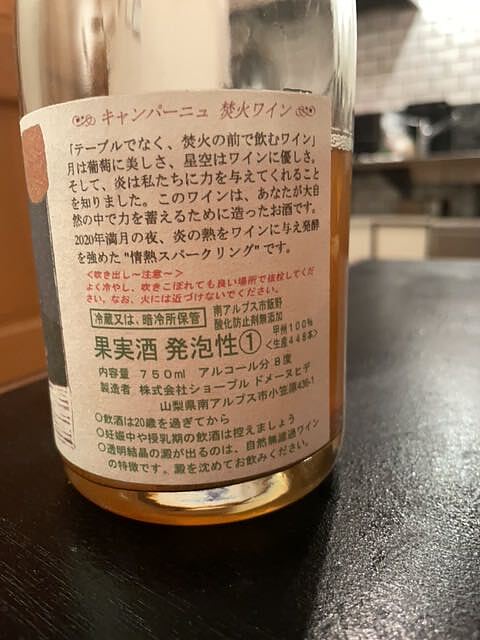 キャンパーニュ 焚火ワイン
「テーブルでなく、焚火の前で飲むワイン」
月は葡萄に美しさ、星空はワインに優しさ。
そして、炎は私たちに力を与えてくれること
を知りました。このワインは、あなたが大自
然の中で力を蓄えるために造ったお酒です。
2020年満月の夜、炎の熱をワインに与え発酵
を強めた "情熱スパークリング" です。
<吹き出し~注意~>
よく冷やし、吹きこぼれても良い場所で抜栓してくだ
さい。なお、火には近づけないでください。
冷蔵又は、暗冷所保管
南アルプス市飯野
酸化防止剤無添加
甲州100%
果実酒 発泡性①
<生産448本>
内容量 750ml アルコール分 8度
製造者 株式会社ショープル ドメーヌヒデ
山梨県南アルプス市小笠原436-1
○飲酒は20歳を過ぎてから
○妊娠中や授乳期の飲酒は控えましょう
○透明結晶の澱が出るのは、自然無濾過ワイン
の特徴です。澱を沈めてお飲みください。